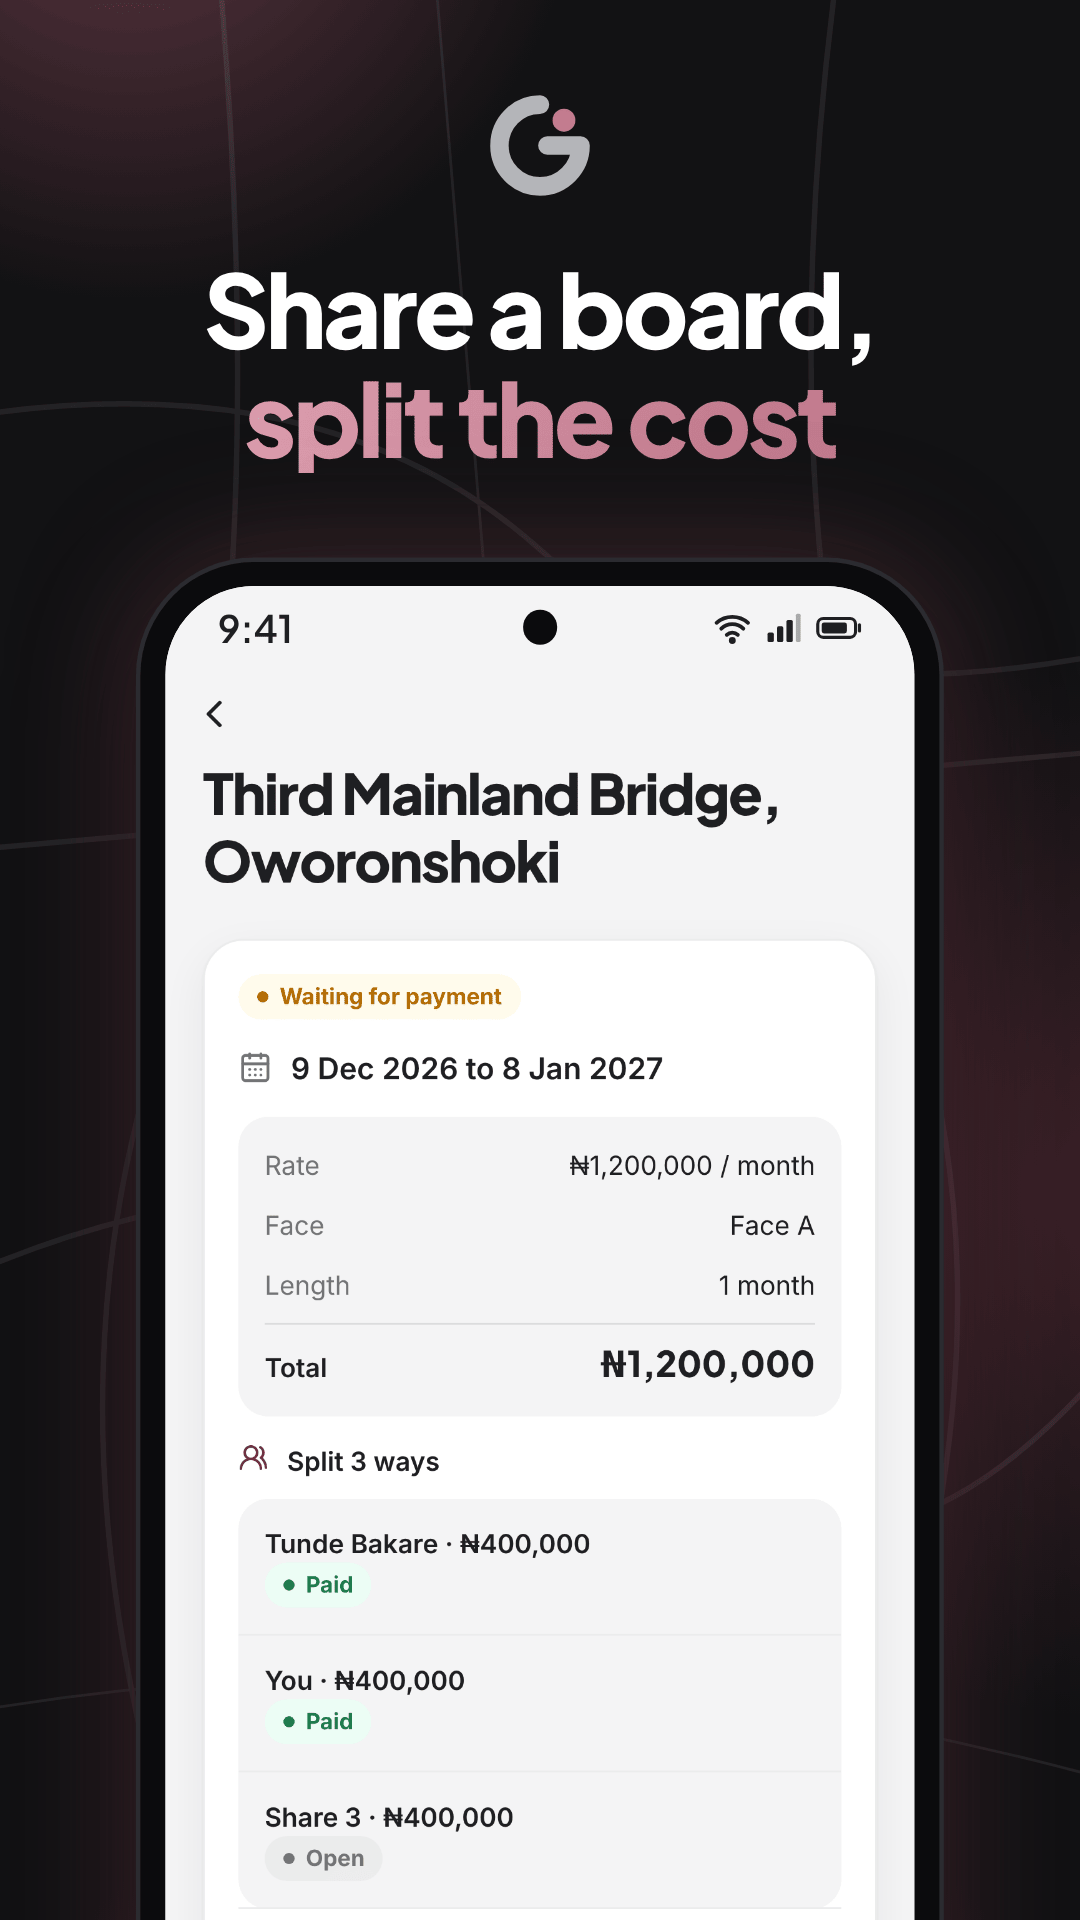 Share a board,
split the cost
9:41
Third Mainland Bridge,
Oworonshoki
Waiting for payment
9 Dec 2026 to 8 Jan 2027
Rate ₦1,200,000 / month
Face Face A
Length 1 month
Total ₦1,200,000
Split 3 ways
Tunde Bakare · ₦400,000
Paid
You · ₦400,000
Paid
Share 3 · ₦400,000
Open